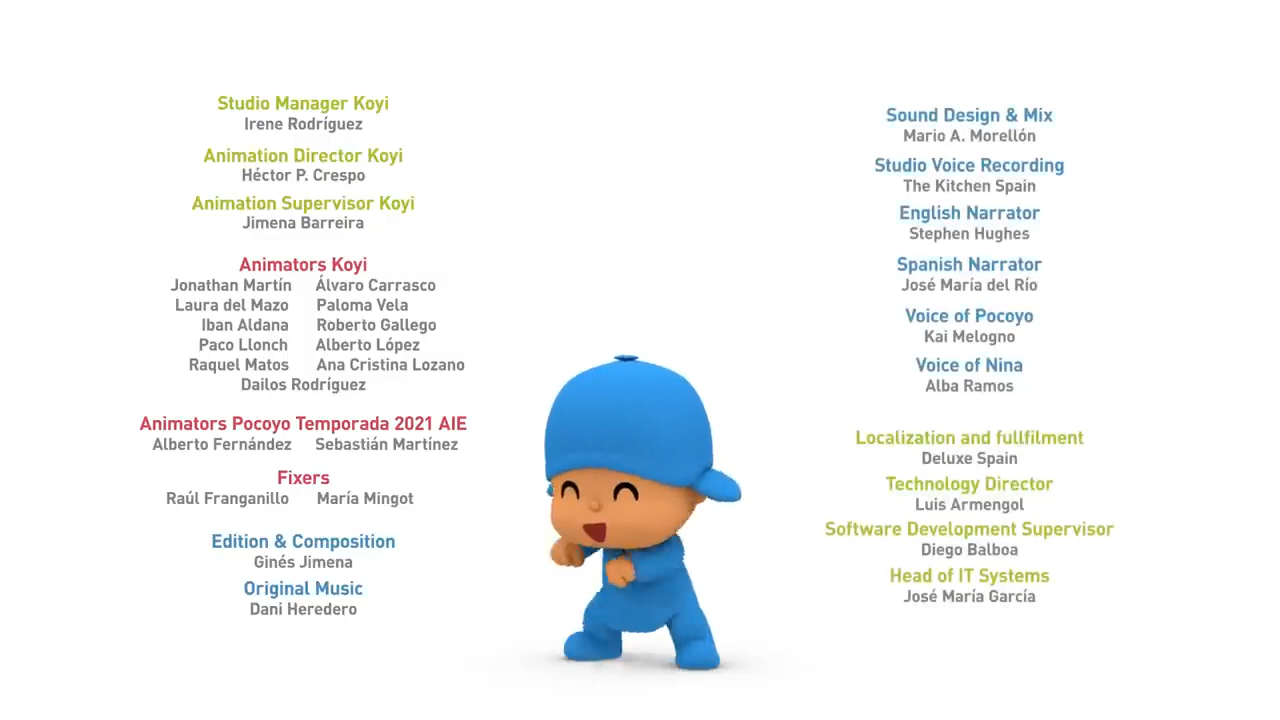 Studio Manager Koyi
Irene Rodríguez
Animation Director Koyi
Héctor P. Crespo
Animation Supervisor Koyi
Jimena Barreira
Animators Koyi
Jonathan Martín Álvaro Carrasco
Laura del Mazo Paloma Vela
Iban Aldana Roberto Gallego
Paco Llonch Alberto López
Raquel Matos Ana Cristina Lozano
Dailos Rodríguez
Animators Pocoyo Temporada 2021 AIE
Alberto Fernández Sebastián Martínez
Fixers
Raúl Franganillo María Mingot
Edition & Composition
Ginés Jimena
Original Music
Dani Heredero
Sound Design & Mix
Mario A. Morellón
Studio Voice Recording
The Kitchen Spain
English Narrator
Stephen Hughes
Spanish Narrator
José María del Río
Voice of Pocoyo
Kai Melogno
Voice of Nina
Alba Ramos
Localization and fullfilment
Deluxe Spain
Technology Director
Luis Armengol
Software Development Supervisor
Diego Balboa
Head of IT Systems
José María García